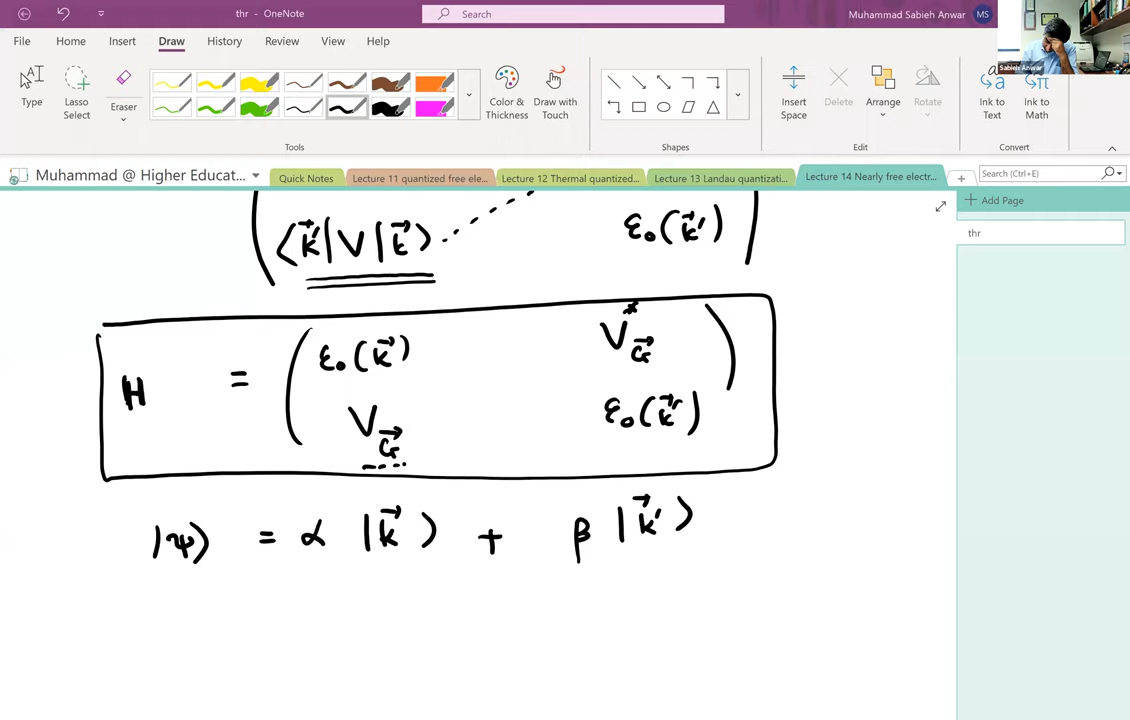 thr - OneNote
Search
Muhammad Sabieh Anwar MS
Sabieh Anwar
File Home Insert Draw History Review View Help
Type
Lasso Select
Eraser
Color & Thickness
Draw with Touch
Insert Space
Delete
Arrange
Rotate
Ink to Text
Ink to Math
Tools
Shapes
Edit
Convert
Muhammad @ Higher Educat...
Quick Notes
Lecture 11 quantized free ele...
Lecture 12 Thermal quantized...
Lecture 13 Landau quantizati...
Lecture 14 Nearly free electr...
Search (Ctrl+E)
Add Page
thr
⟨k⃗'|V|k⃗⟩ ε₀(k⃗')
H = ( ε₀(k⃗) V*_G⃗
V_G⃗ ε₀(k⃗') )
|ψ⟩ = α |k⃗⟩ + β |k⃗'⟩